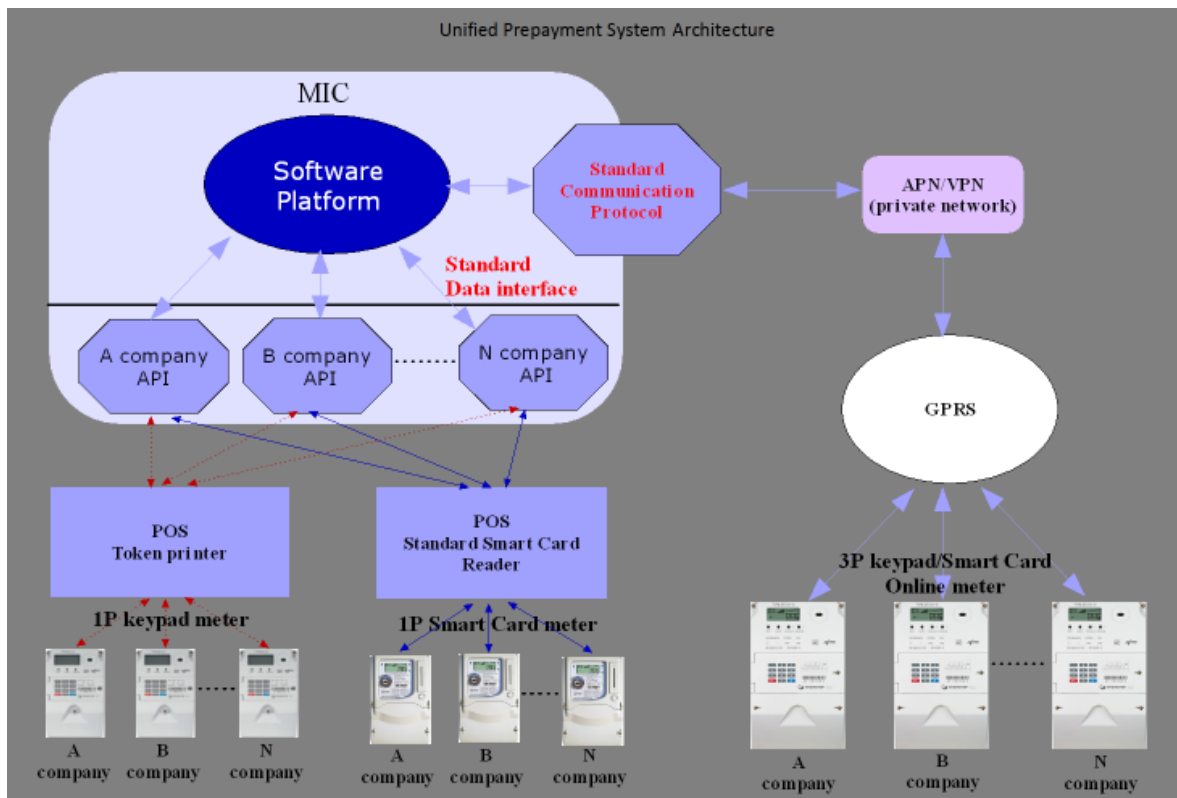 Unified Prepayment System Architecture
MIC
Software
Platform
Standard
Communication
Protocol
APN/VPN
(private network)
Standard
Data interface
A company
API
B company
API
N company
API
GPRS
POS
Token printer
POS
Standard Smart Card
Reader
3P keypad/Smart Card
Online meter
1P keypad meter
1P Smart Card meter
A
company
B
company
N
company
A
company
B
company
N
company
A
company
B
company
N
company